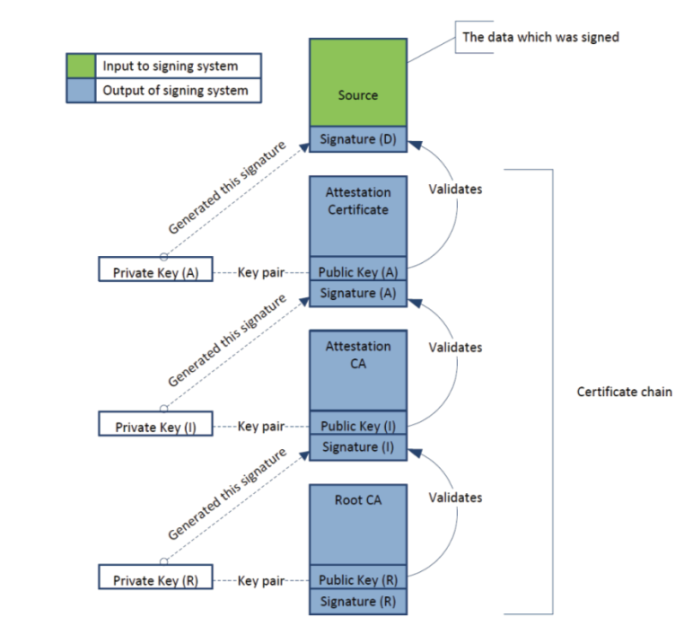 The data which was signed
Input to signing system
Output of signing system
Source
Signature (D)
Generated this signature
Attestation
Certificate
Validates
Private Key (A)
Key pair
Public Key (A)
Signature (A)
Generated this signature
Attestation
CA
Validates
Certificate chain
Private Key (I)
Key pair
Public Key (I)
Signature (I)
Generated this signature
Root CA
Validates
Private Key (R)
Key pair
Public Key (R)
Signature (R)